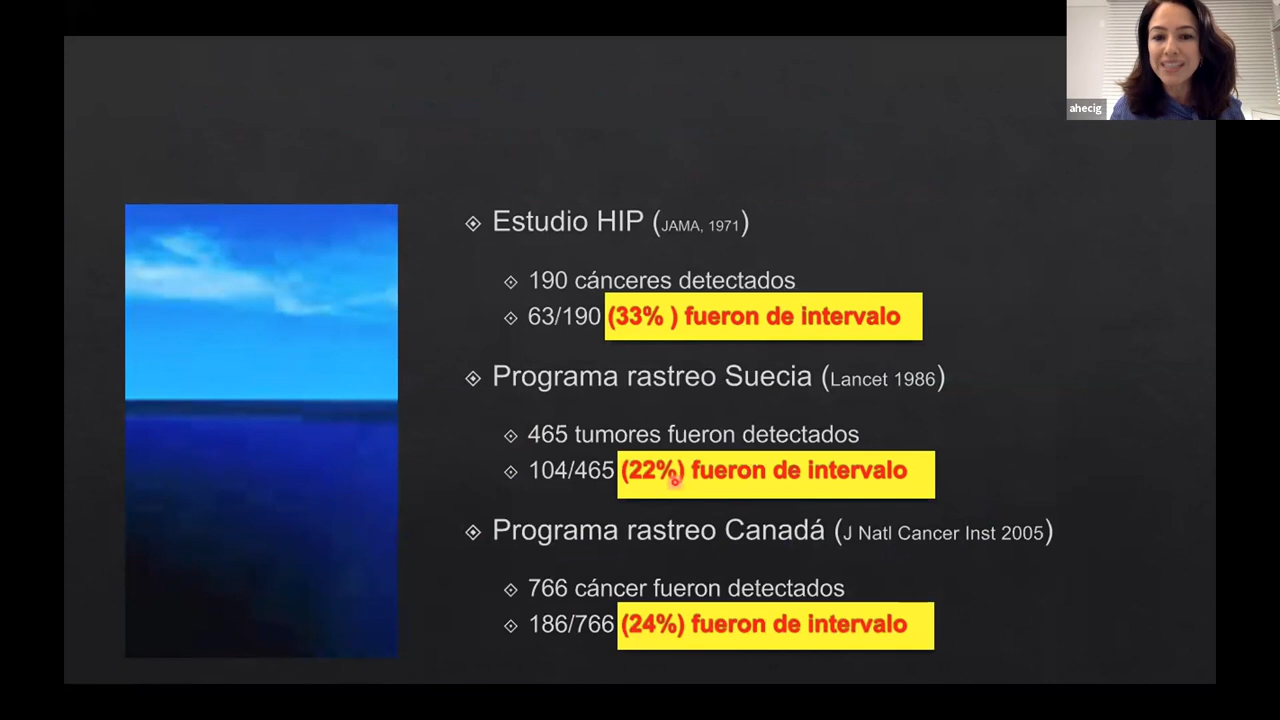 ahecig
Estudio HIP (JAMA, 1971)
190 cánceres detectados
63/190 (33% ) fueron de intervalo
Programa rastreo Suecia (Lancet 1986)
465 tumores fueron detectados
104/465 (22%) fueron de intervalo
Programa rastreo Canadá (J Natl Cancer Inst 2005)
766 cáncer fueron detectados
186/766 (24%) fueron de intervalo